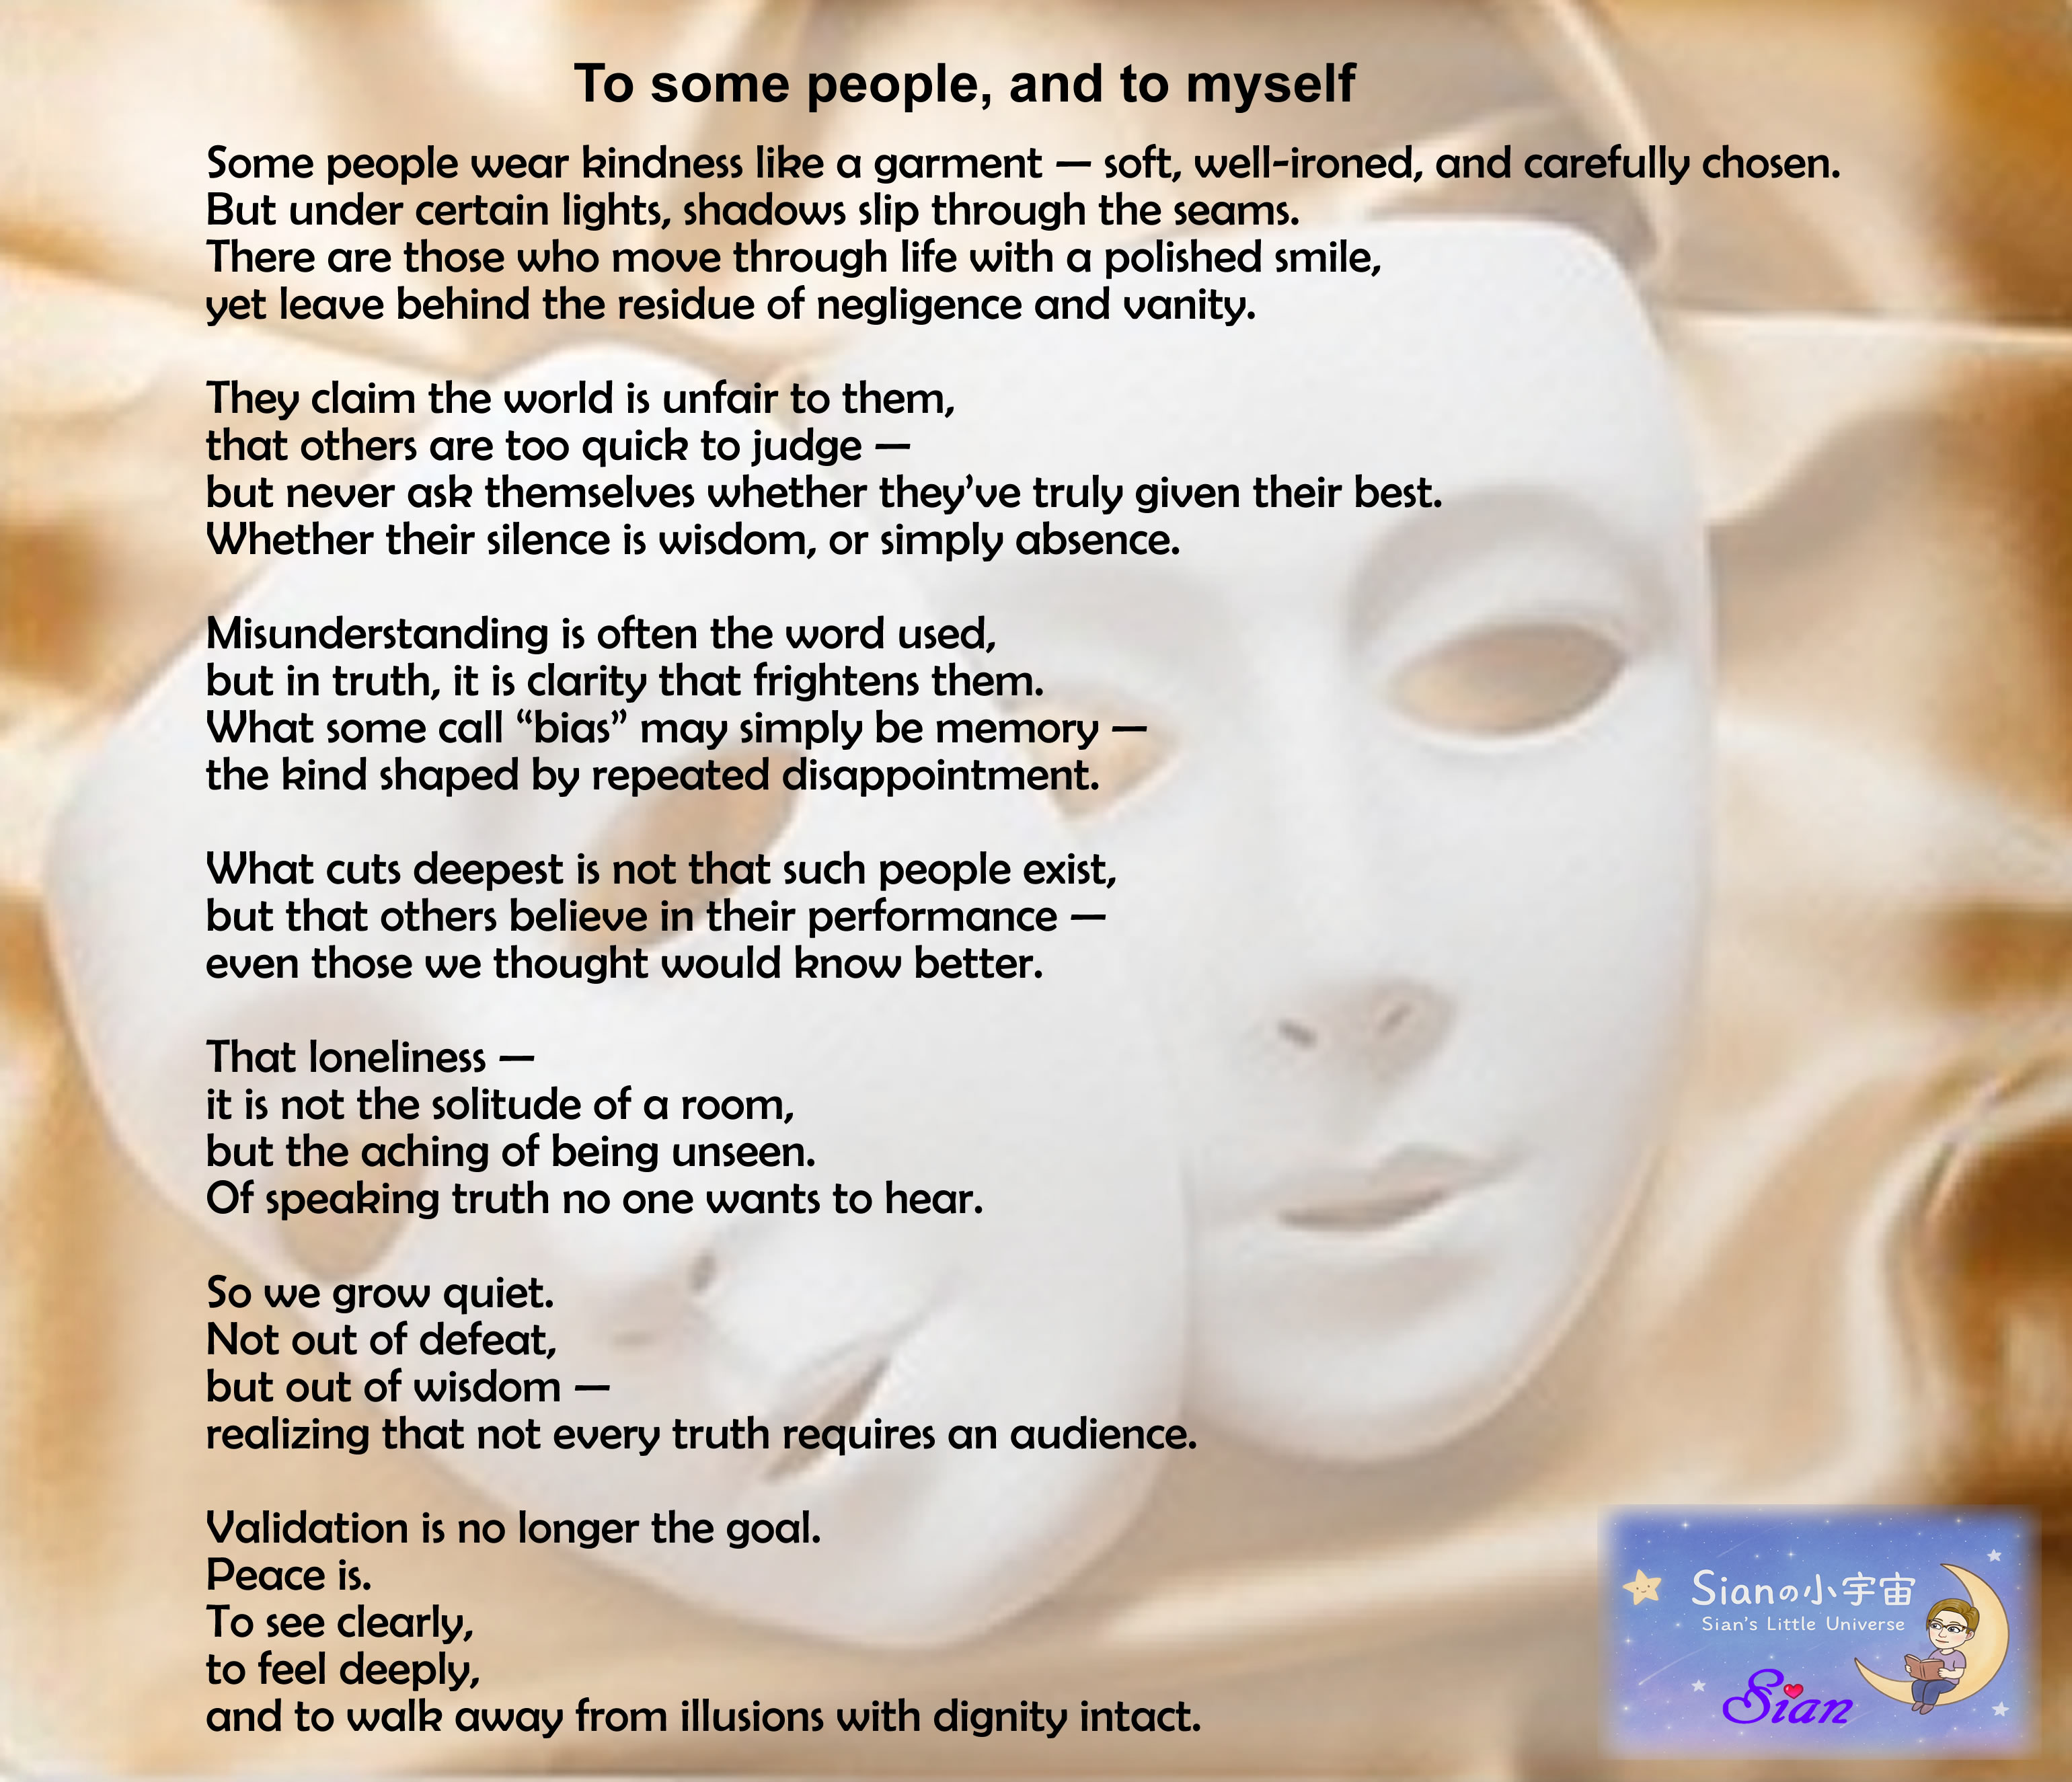 To some people, and to myself
Some people wear kindness like a garment — soft, well-ironed, and carefully chosen.
But under certain lights, shadows slip through the seams.
There are those who move through life with a polished smile,
yet leave behind the residue of negligence and vanity.
They claim the world is unfair to them,
that others are too quick to judge —
but never ask themselves whether they’ve truly given their best.
Whether their silence is wisdom, or simply absence.
Misunderstanding is often the word used,
but in truth, it is clarity that frightens them.
What some call “bias” may simply be memory —
the kind shaped by repeated disappointment.
What cuts deepest is not that such people exist,
but that others believe in their performance —
even those we thought would know better.
That loneliness —
it is not the solitude of a room,
but the aching of being unseen.
Of speaking truth no one wants to hear.
So we grow quiet.
Not out of defeat,
but out of wisdom —
realizing that not every truth requires an audience.
Validation is no longer the goal.
Peace is.
To see clearly,
to feel deeply,
and to walk away from illusions with dignity intact.
Sianの小宇宙
Sian's Little Universe
Sian